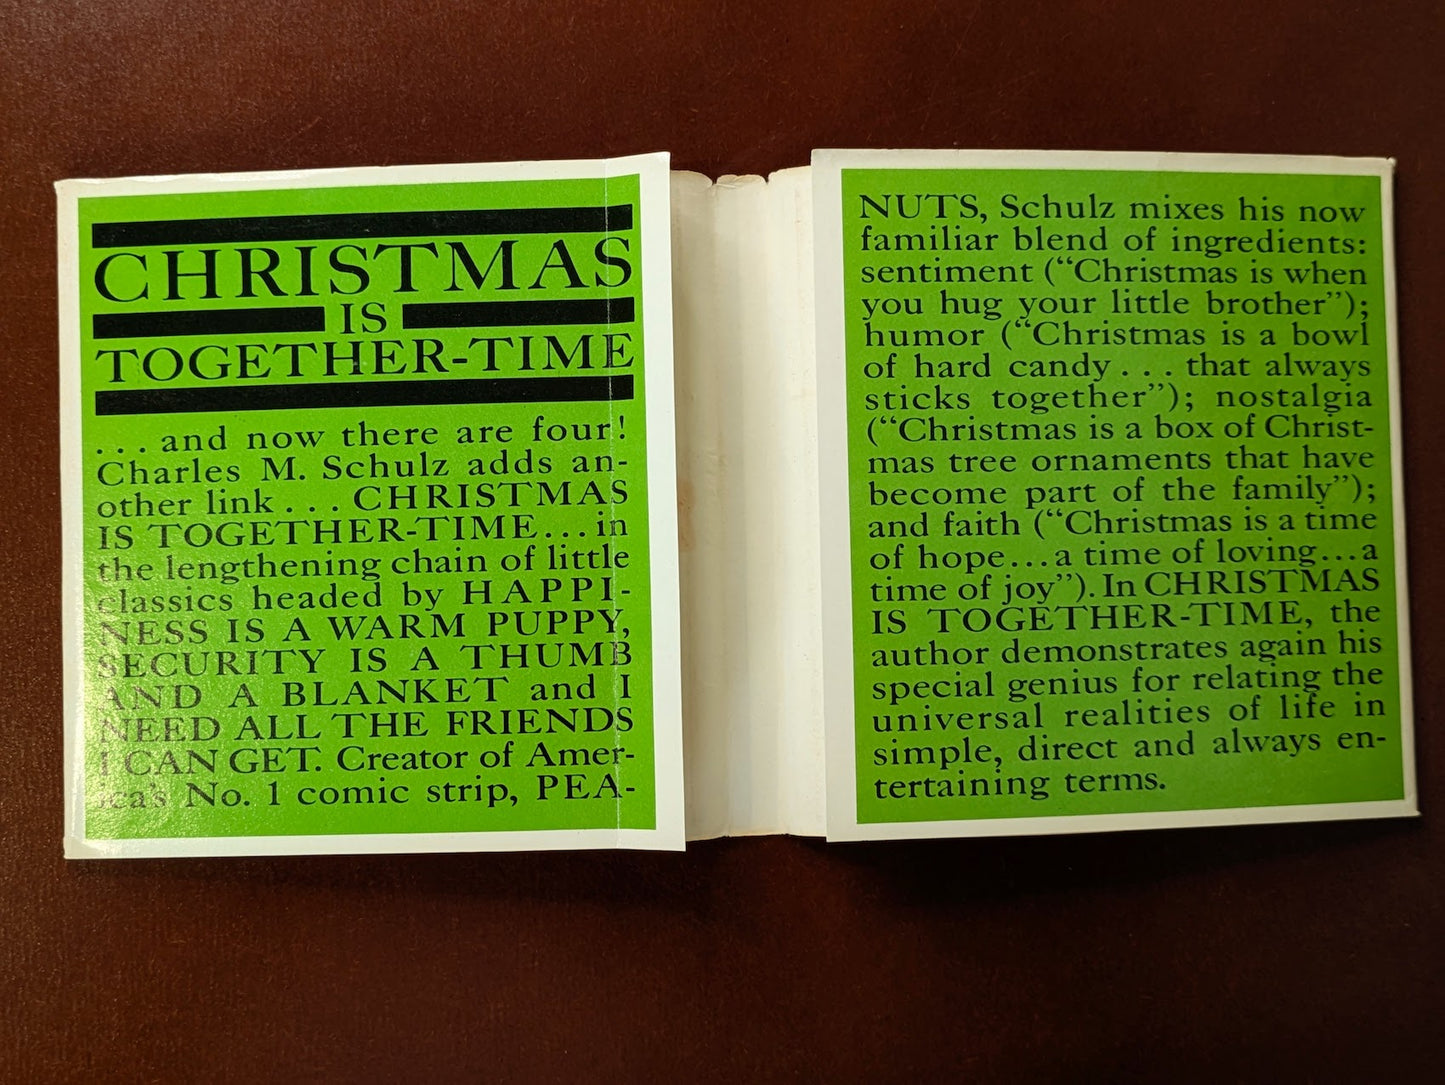 CHRISTMAS
IS
TOGETHER-TIME
. . . and now there are four!
Charles M. Schulz adds an-
other link . . . CHRISTMAS
IS TOGETHER-TIME . . . in
the lengthening chain of little
classics headed by HAPPI-
NESS IS A WARM PUPPY,
SECURITY IS A THUMB
AND A BLANKET and I
NEED ALL THE FRIENDS
I CAN GET. Creator of Amer-
ica's No. 1 comic strip, PEA-
NUTS, Schulz mixes his now
familiar blend of ingredients:
sentiment (“Christmas is when
you hug your little brother”);
humor (“Christmas is a bowl
of hard candy . . . that always
sticks together”); nostalgia
(“Christmas is a box of Christ-
mas tree ornaments that have
become part of the family”);
and faith (“Christmas is a time
of hope . . . a time of loving . . . a
time of joy”). In CHRISTMAS
IS TOGETHER-TIME, the
author demonstrates again his
special genius for relating the
universal realities of life in
simple, direct and always en-
tertaining terms.